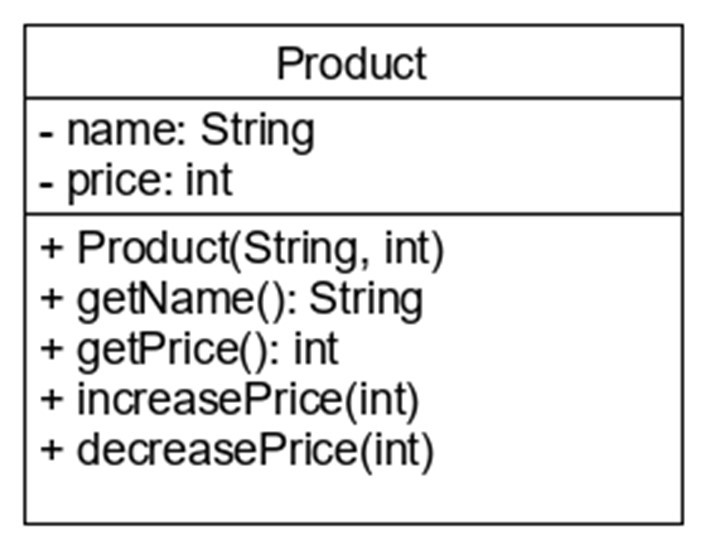 Product
- name: String
- price: int
+ Product(String, int)
+ getName(): String
+ getPrice(): int
+ increasePrice(int)
+ decreasePrice(int)